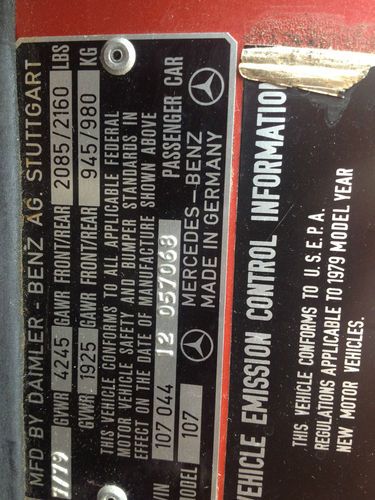 MFD BY DAIMLER-BENZ AG. STUTTGART
7/79 GVWR 4245 GAWR FRONT/REAR 2085/2160 LBS
GVWR 1925 GAWR FRONT/REAR 945/980 KG
THIS VEHICLE CONFORMS TO ALL APPLICABLE FEDERAL
MOTOR VEHICLE SAFETY AND BUMPER STANDARDS IN
EFFECT ON THE DATE OF MANUFACTURE SHOWN ABOVE
VIN 107 044 12 057068 PASSENGER CAR
MODEL 107 MERCEDES-BENZ
MADE IN GERMANY
VEHICLE EMISSION CONTROL INFORMATION
THIS VEHICLE CONFORMS TO U.S.E.P.A.
REGULATIONS APPLICABLE TO 1979 MODEL YEAR
NEW MOTOR VEHICLES.